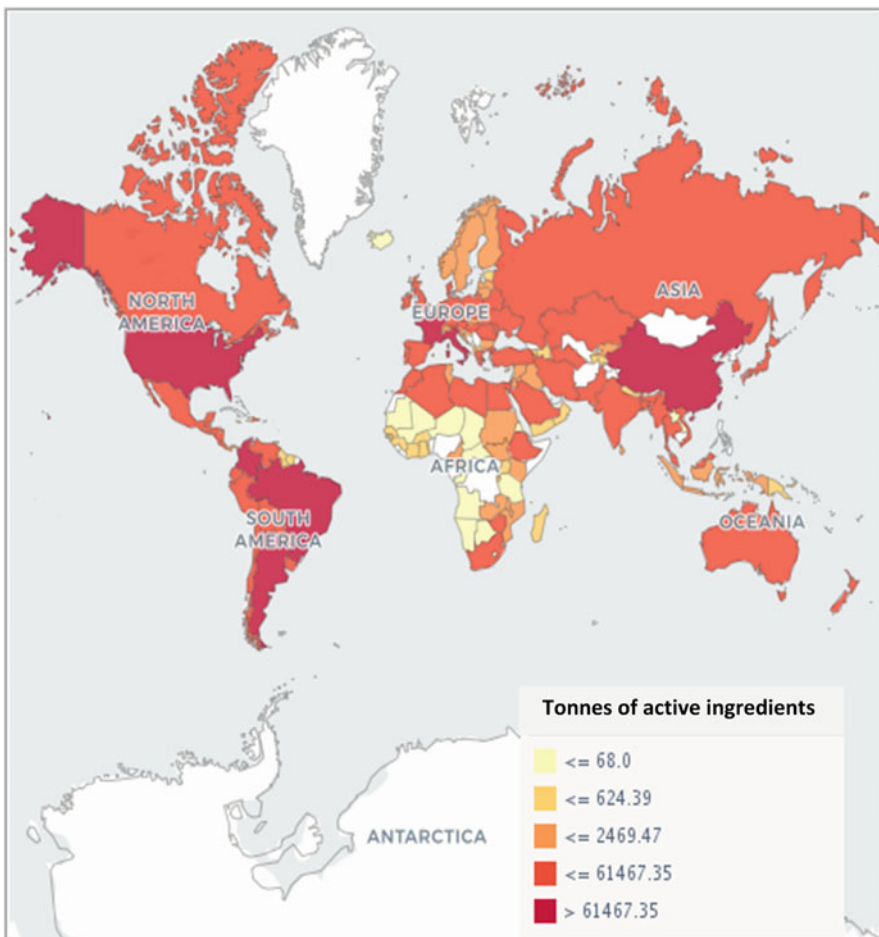 NORTH
AMERICA
EUROPE
ASIA
AFRICA
SOUTH
AMERICA
OCEANIA
Tonnes of active ingredients
<= 68.0
<= 624.39
<= 2469.47
<= 61467.35
> 61467.35
ANTARCTICA